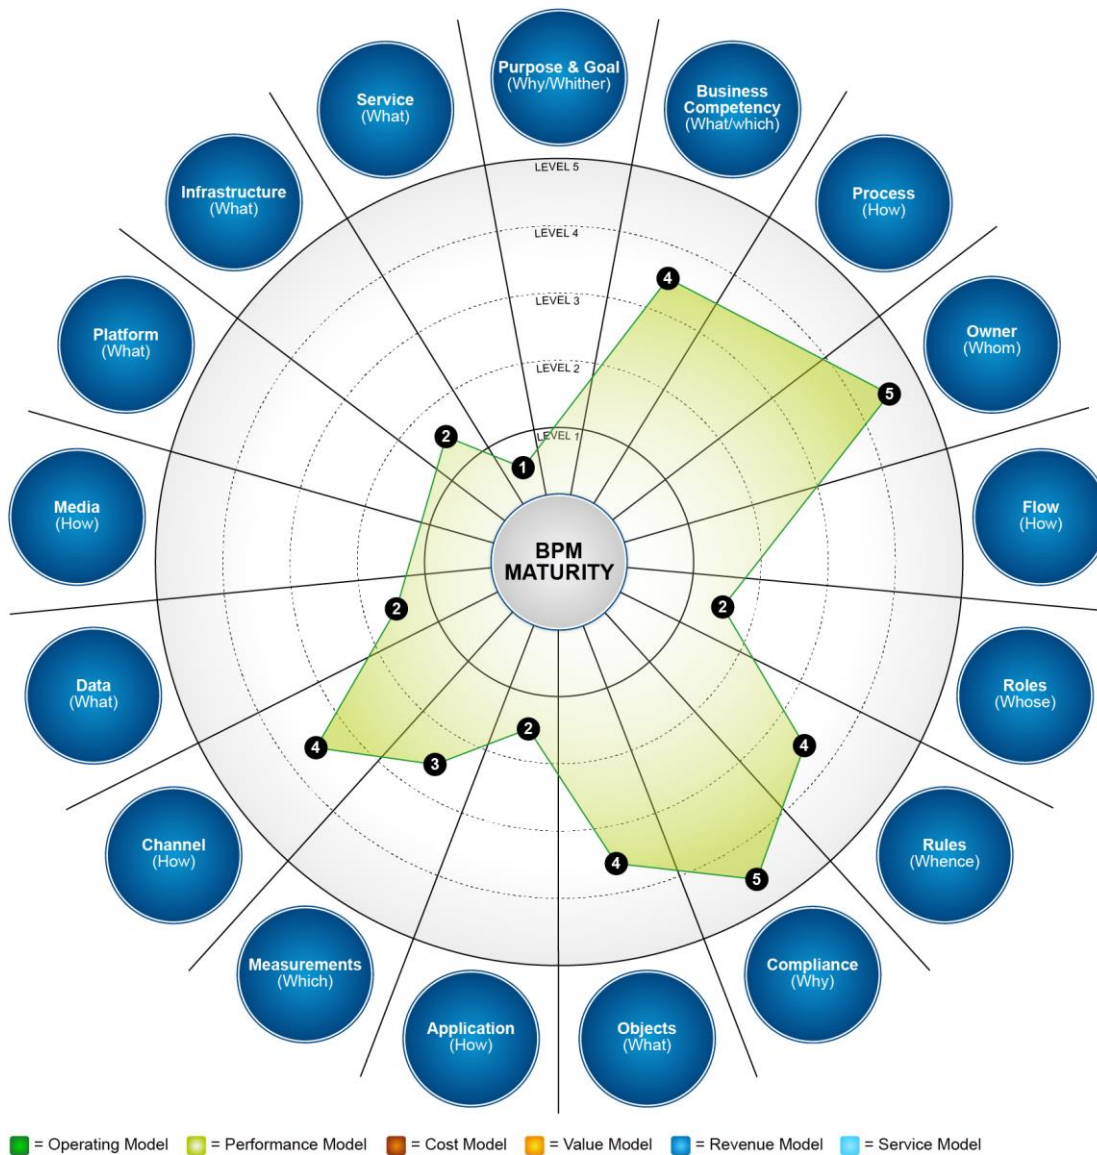 Purpose & Goal
(Why/Whither)
Business
Competency
(What/which)
Process
(How)
Owner
(Whom)
Flow
(How)
Roles
(Whose)
Rules
(Whence)
Compliance
(Why)
Objects
(What)
Application
(How)
Measurements
(Which)
Channel
(How)
Data
(What)
Media
(How)
Platform
(What)
Infrastructure
(What)
Service
(What)
LEVEL 5
LEVEL 4
LEVEL 3
LEVEL 2
LEVEL 1
BPM
MATURITY
4
5
2
4
5
4
2
3
4
2
2
1
= Operating Model
= Performance Model
= Cost Model
= Value Model
= Revenue Model
= Service Model